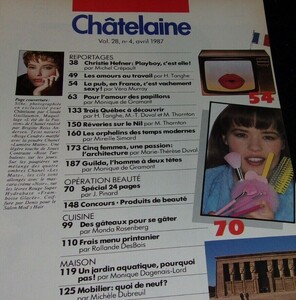 Châtelaine
Vol. 28, n° 4, avril 1987
REPORTAGES
38 Christie Hefner: Playboy, c'est elle!
par Michel Crépault
49 Les amours au travail par H. Tanghe
54 La pub en France, c'est vachement
sexy! par Vera Murray
63 Pour l'amour des papillons
par Monique de Gramont
133 Trois Québec à découvrir
par H. Tanghe, M.-T. Duval et M. Thornton
150 Rêveries sur le Nil par M. Thornton
160 Les orphelins des temps modernes
par Mireille Simard
173 Cinq femmes, une passion:
l'architecture par Marie-Thérèse Duval
187 Guilda, l'homme à deux têtes
par Monique de Gramont
OPÉRATION BEAUTÉ
70 Spécial 24 pages
par J. Pinard
148 Concours - Produits de beauté
CUISINE
99 Des gâteaux pour se gâter
par Monda Rosenberg
110 Frais menu printanier
par Rollande DesBois
MAISON
119 Un jardin aquatique, pourquoi
pas! par Monique Dagenais-Lord
125 Mobilier: quoi de neuf?
par Michèle Dubreuil
54
70